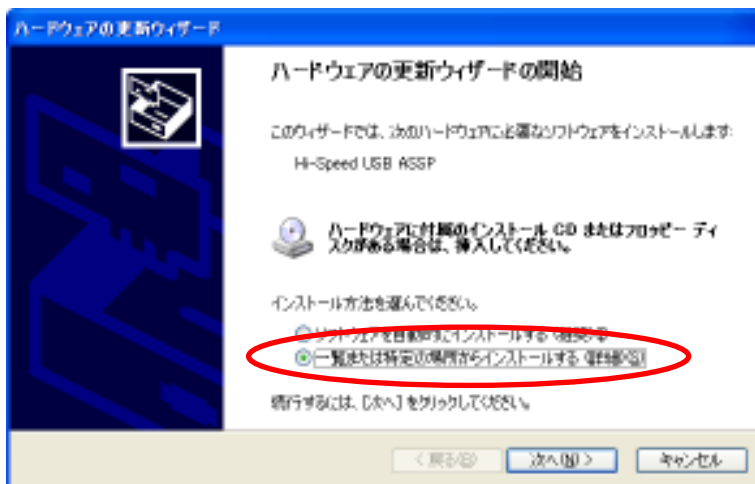 ハードウェアの更新ウィザード
ハードウェアの更新ウィザードの開始
このウィザードでは、次のハードウェアに必要なソフトウェアをインストールします:
Hi-Speed USB ASSP
ハードウェアに付属のインストール CD またはフロッピー ディ
スクがある場合は、挿入してください。
インストール方法を選んでください。
ソフトウェアを自動的にインストールする (推奨)(I)
一覧または特定の場所からインストールする (詳細)(S)
続行するには、[次へ] をクリックしてください。
< 戻る(B) 次へ(N) > キャンセル